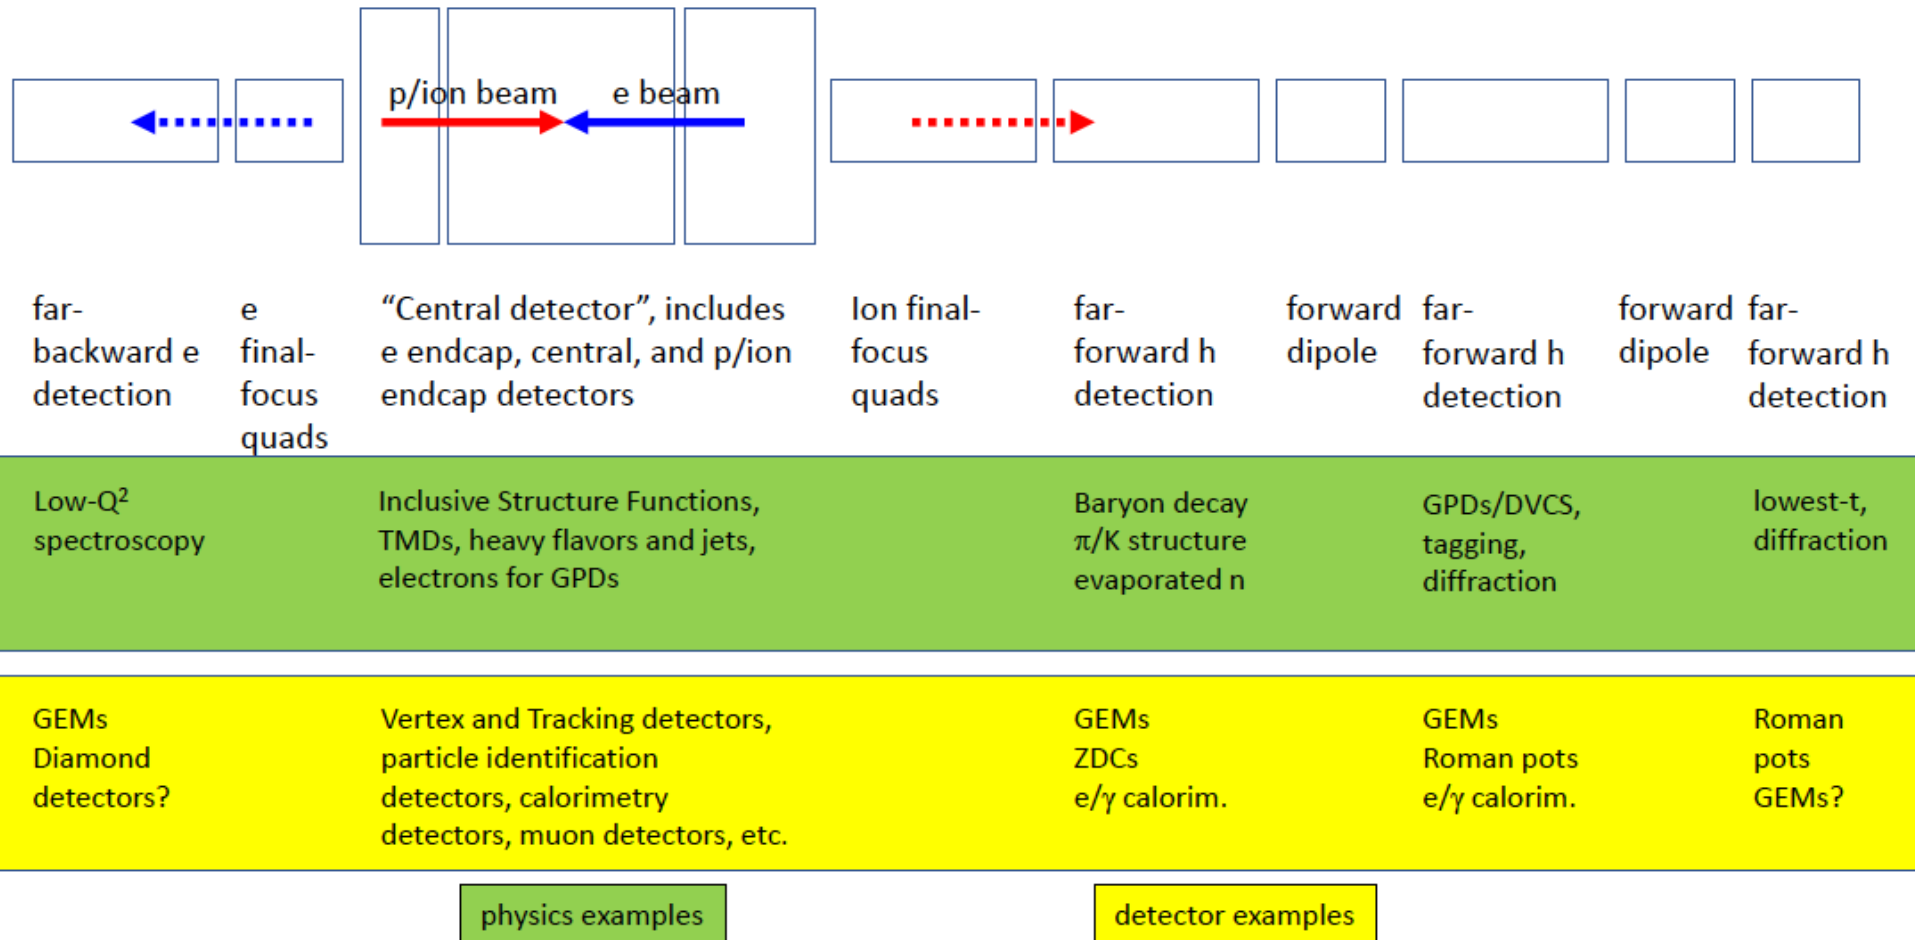 p/ion beam
e beam
far-
backward e
detection
e
final-
focus
quads
“Central detector”, includes
e endcap, central, and p/ion
endcap detectors
Ion final-
focus
quads
far-
forward h
detection
forward
dipole
far-
forward h
detection
forward
dipole
far-
forward h
detection
Low-Q²
spectroscopy
Inclusive Structure Functions,
TMDs, heavy flavors and jets,
electrons for GPDs
Baryon decay
π/K structure
evaporated n
GPDs/DVCS,
tagging,
diffraction
lowest-t,
diffraction
GEMs
Diamond
detectors?
Vertex and Tracking detectors,
particle identification
detectors, calorimetry
detectors, muon detectors, etc.
GEMs
ZDCs
e/γ calorim.
GEMs
Roman pots
e/γ calorim.
Roman
pots
GEMs?
physics examples
detector examples